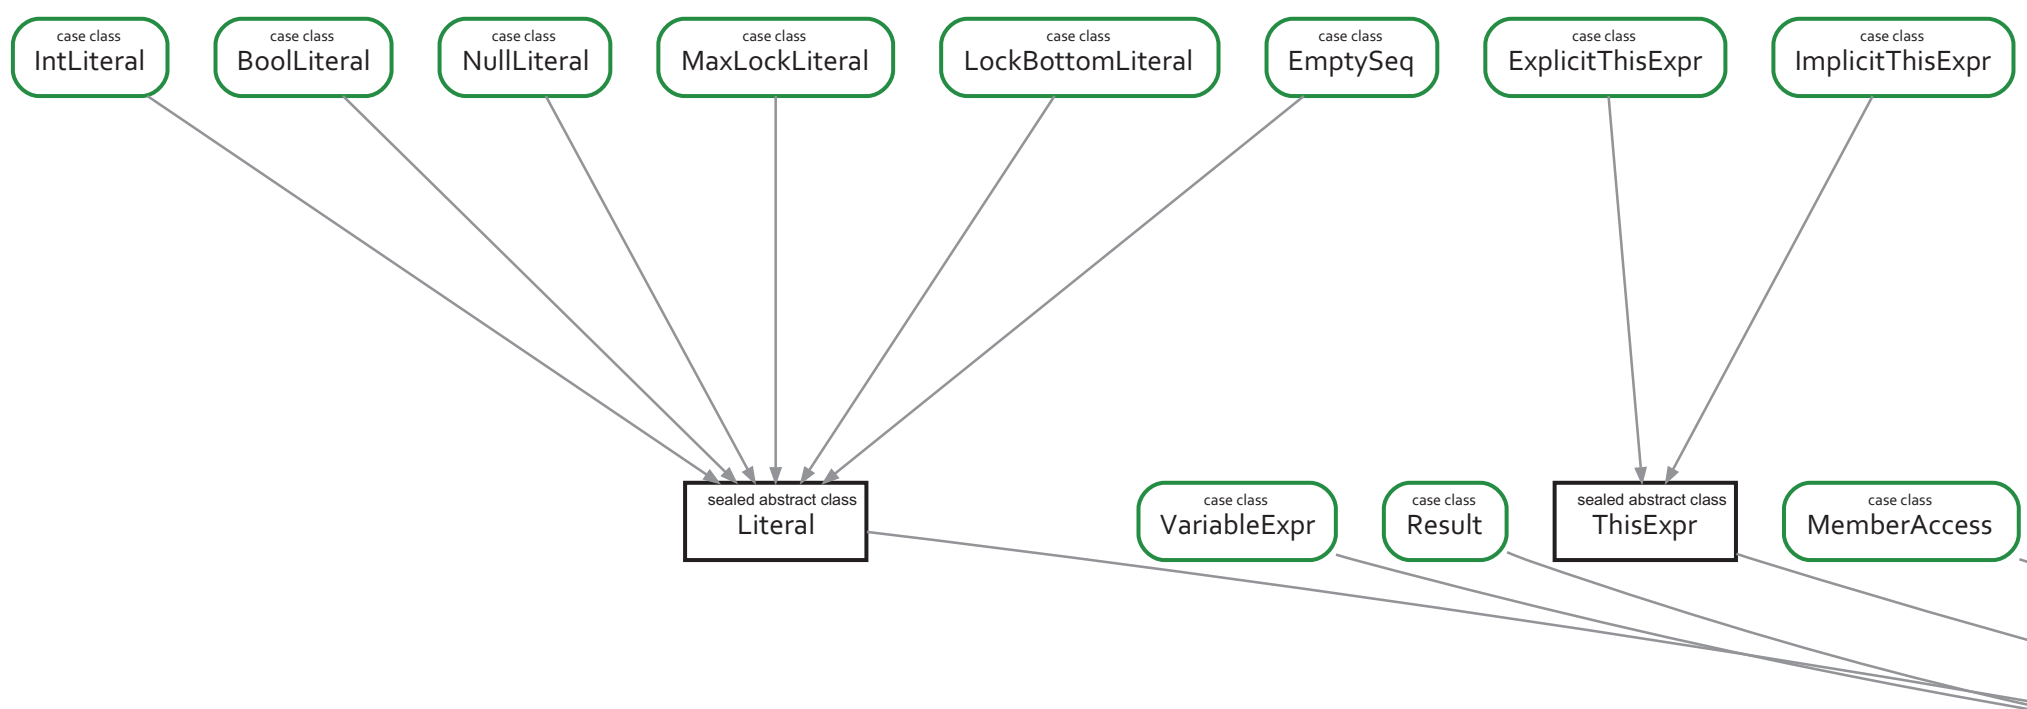 case class
IntLiteral
case class
BoolLiteral
case class
NullLiteral
case class
MaxLockLiteral
case class
LockBottomLiteral
case class
EmptySeq
case class
ExplicitThisExpr
case class
ImplicitThisExpr
sealed abstract class
Literal
case class
VariableExpr
case class
Result
sealed abstract class
ThisExpr
case class
MemberAccess